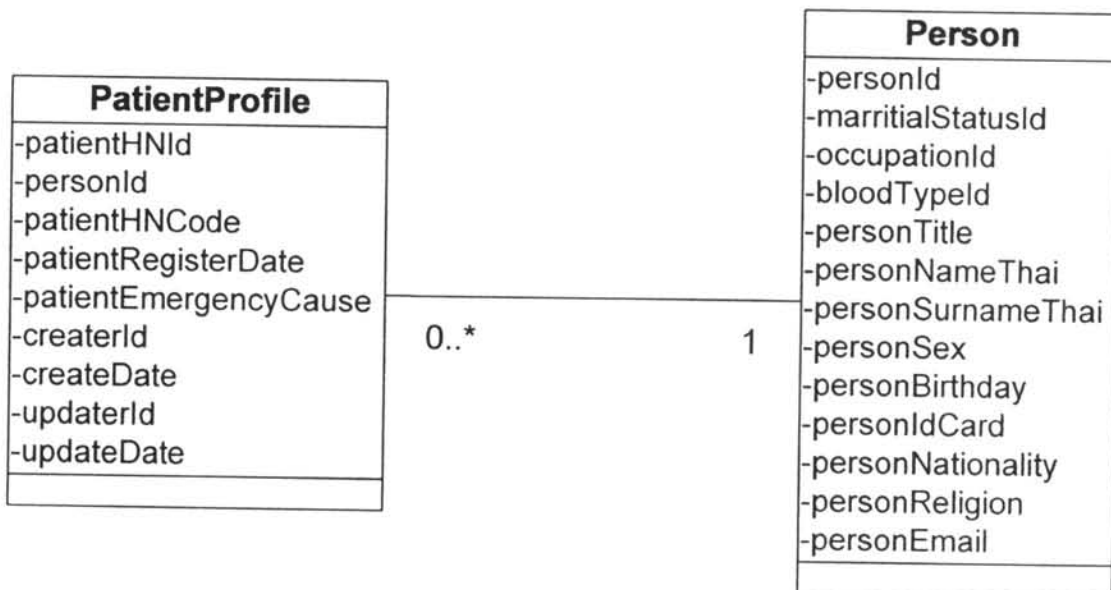 PatientProfile
-patientHNId
-personId
-patientHNCode
-patientRegisterDate
-patientEmergencyCause
-createrId
-createDate
-updaterId
-updateDate
0..*
1
Person
-personId
-marritialStatusId
-occupationId
-bloodTypeId
-personTitle
-personNameThai
-personSurnameThai
-personSex
-personBirthday
-personIdCard
-personNationality
-personReligion
-personEmail